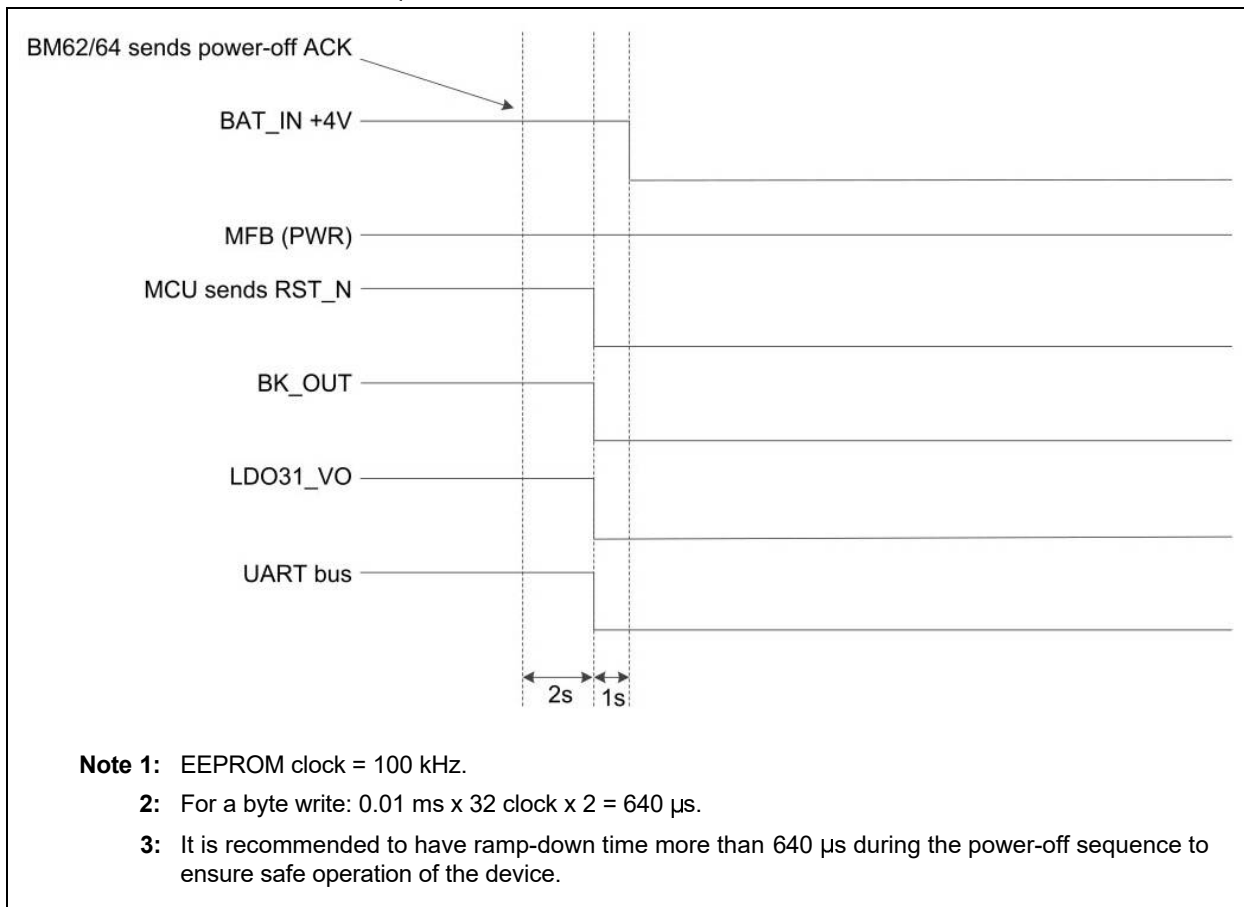 BM62/64 sends power-off ACK
BAT_IN +4V
MFB (PWR)
MCU sends RST_N
BK_OUT
LDO31_VO
UART bus
2s
1s
Note 1: EEPROM clock = 100 kHz.
2: For a byte write: 0.01 ms x 32 clock x 2 = 640 µs.
3: It is recommended to have ramp-down time more than 640 µs during the power-off sequence to
ensure safe operation of the device.